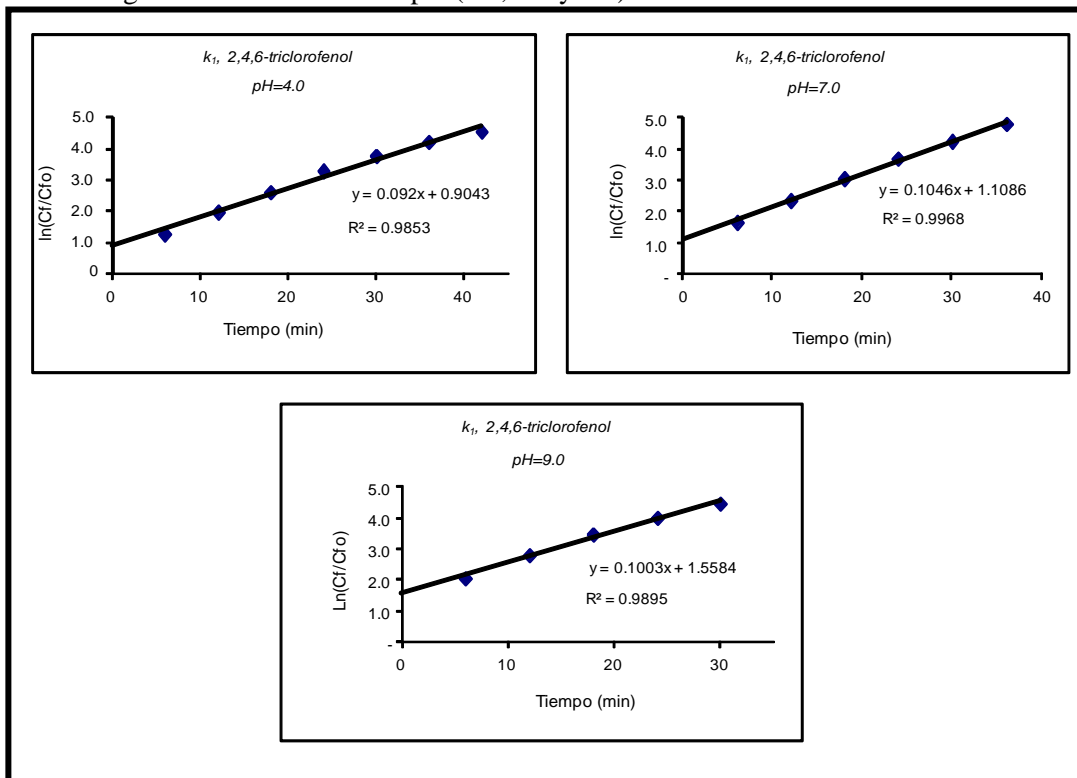 k₁, 2,4,6-triclorofenol
pH=4.0
ln(Cf/Cfo)
5.0
4.0
3.0
2.0
1.0
0
y = 0.092x + 0.9043
R² = 0.9853
0 10 20 30 40
Tiempo (min)
k₁, 2,4,6-triclorofenol
pH=7.0
ln(Cf/Cfo)
5.0
4.0
3.0
2.0
1.0
-
y = 0.1046x + 1.1086
R² = 0.9968
0 10 20 30 40
Tiempo (min)
k₁, 2,4,6-triclorofenol
pH=9.0
Ln(Cf/Cfo)
5.0
4.0
3.0
2.0
1.0
-
y = 0.1003x + 1.5584
R² = 0.9895
0 10 20 30
Tiempo (min)